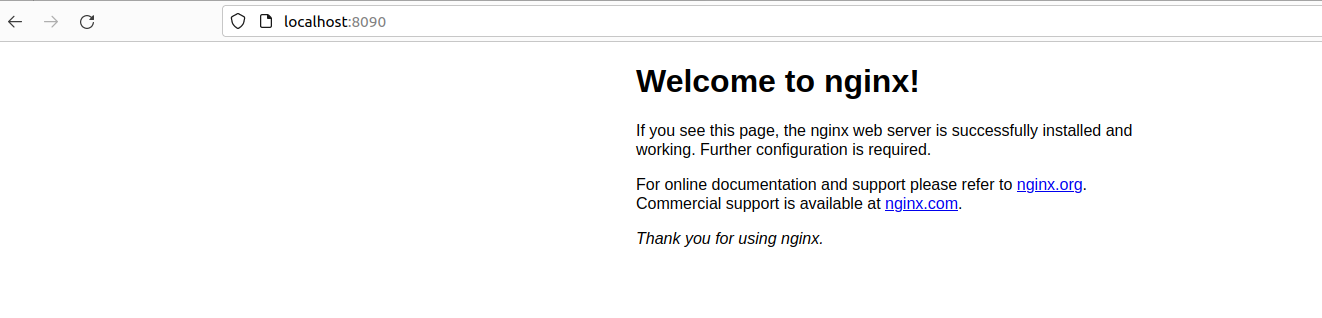 localhost:8090
Welcome to nginx!
If you see this page, the nginx web server is successfully installed and
working. Further configuration is required.
For online documentation and support please refer to nginx.org.
Commercial support is available at nginx.com.
Thank you for using nginx.